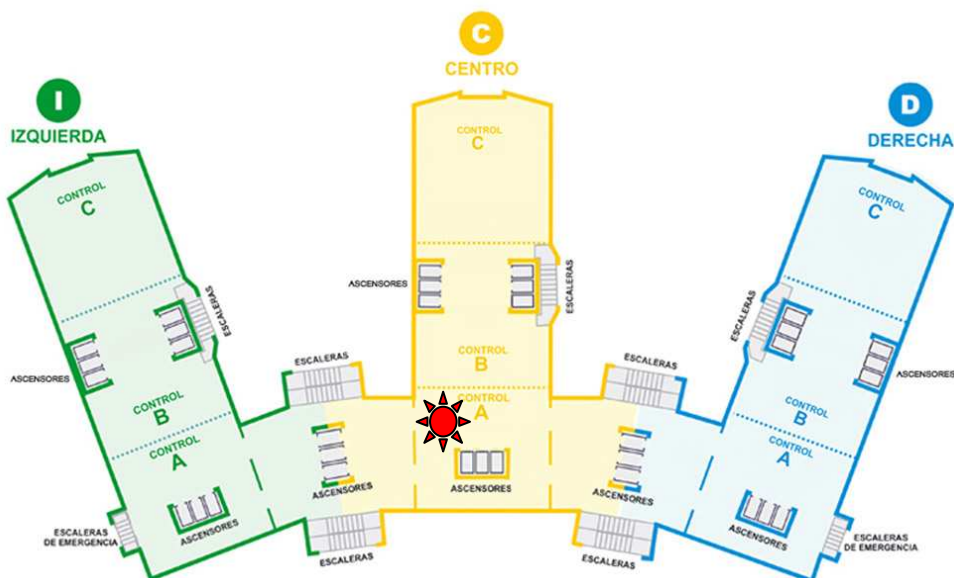 C
CENTRO
I
IZQUIERDA
D
DERECHA
CONTROL
C
CONTROL
C
CONTROL
C
ASCENSORES
ESCALERAS
ESCALERAS
ESCALERAS
ASCENSORES
ASCENSORES
ESCALERAS
CONTROL
B
ESCALERAS
CONTROL
B
CONTROL
B
CONTROL
A
CONTROL
A
CONTROL
A
ASCENSORES
ASCENSORES
ASCENSORES
ESCALERAS
DE EMERGENCIA
ASCENSORES
ASCENSORES
ESCALERAS
DE EMERGENCIA
ESCALERAS
ESCALERAS